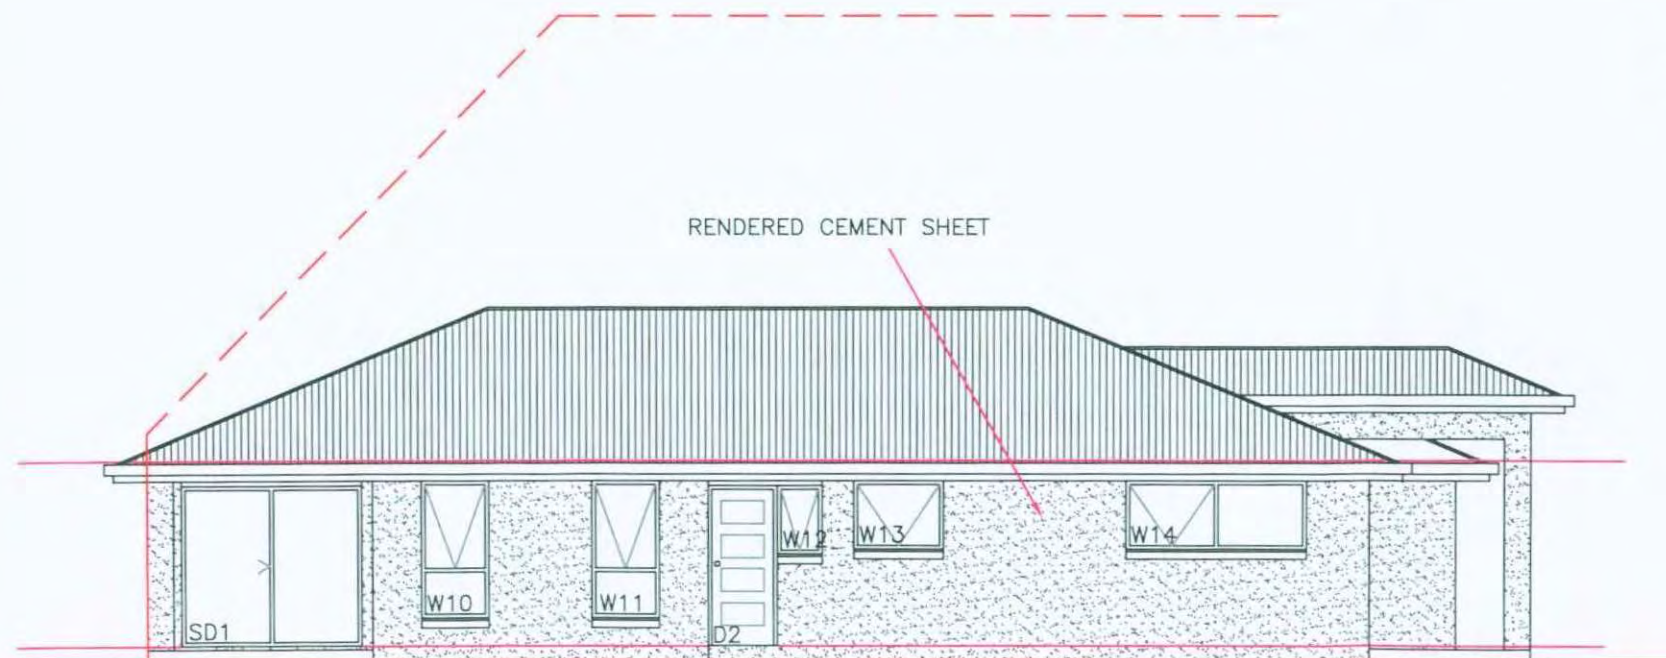 RENDERED CEMENT SHEET
W12
W13
W14
W10
W11
SD1
D2